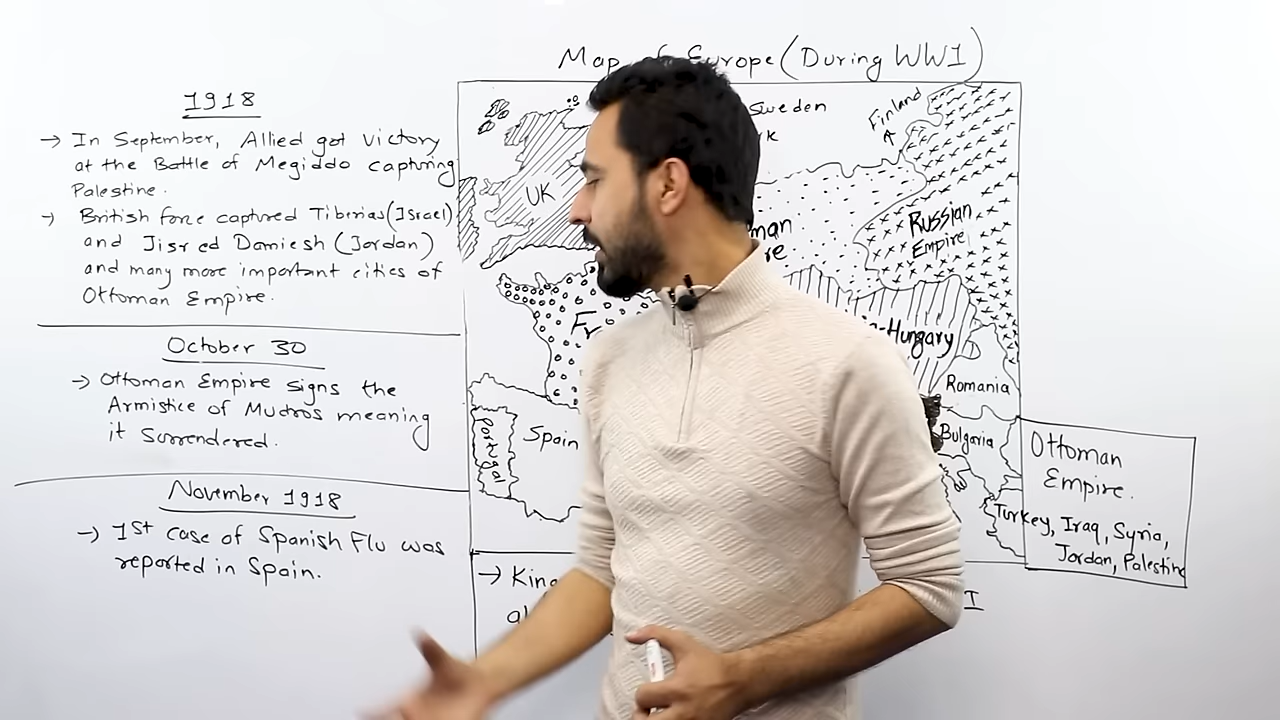 1918
→ In September, Allied got victory
at the Battle of Megiddo capturing
Palestine.
→ British force captured Tiberias (Israel)
and Jisr ed Damiesh (Jordan)
and many more important cities of
Ottoman Empire.
October 30
→ Ottoman Empire signs the
Armistice of Mudros meaning
it Surrendered.
November 1918
→ 1st case of Spanish Flu was
reported in Spain.
Map of Europe (During WW1)
Sweden
Finland
UK
Russian
Empire
Hungary
Romania
Bulgaria
Spain
Portugal
Ottoman
Empire.
Turkey, Iraq, Syria,
Jordan, Palestine
→